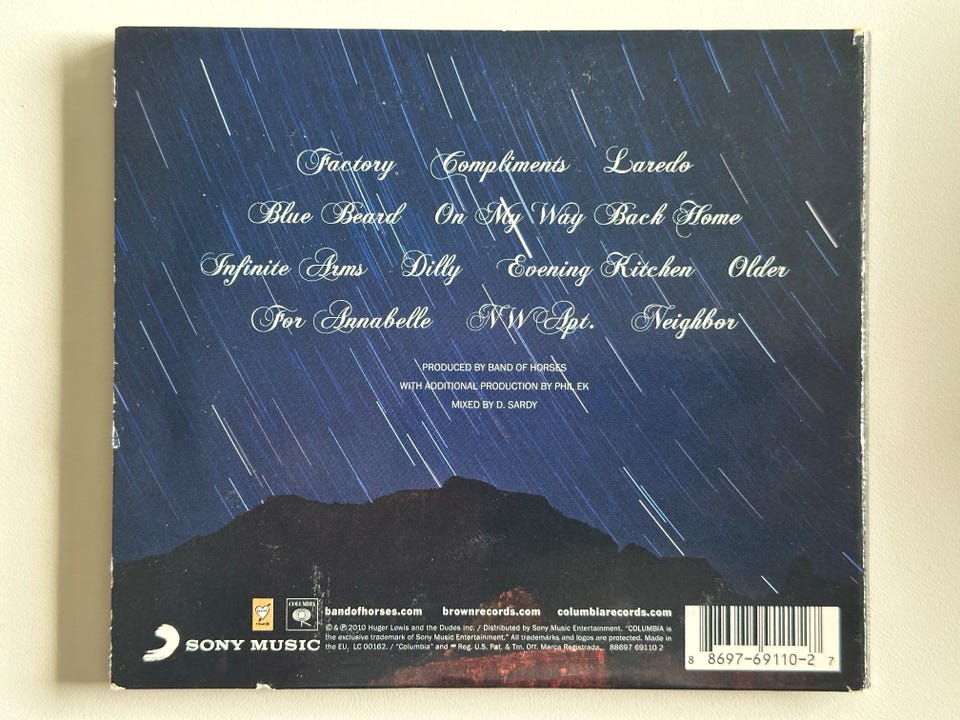 Factory Compliments Laredo
Blue Beard On My Way Back Home
Infinite Arms Dilly Evening Kitchen Older
For Annabelle NW Apt. Neighbor
PRODUCED BY BAND OF HORSES
WITH ADDITIONAL PRODUCTION BY PHIL EK
MIXED BY D. SARDY
COLUMBIA
bandofhorses.com brownrecords.com columbiarecords.com
© & ℗ 2010 Huger Lewis and the Dudes Inc. / Distributed by Sony Music Entertainment. "COLUMBIA is
the exclusive trademark of Sony Music Entertainment." All trademarks and logos are protected. Made in
the EU. LC 00162. / "Columbia" and Reg. U.S. Pat. & Tm. Off. Marca Registrada. 88697 69110 2
SONY MUSIC
8 8697-69110-2 7